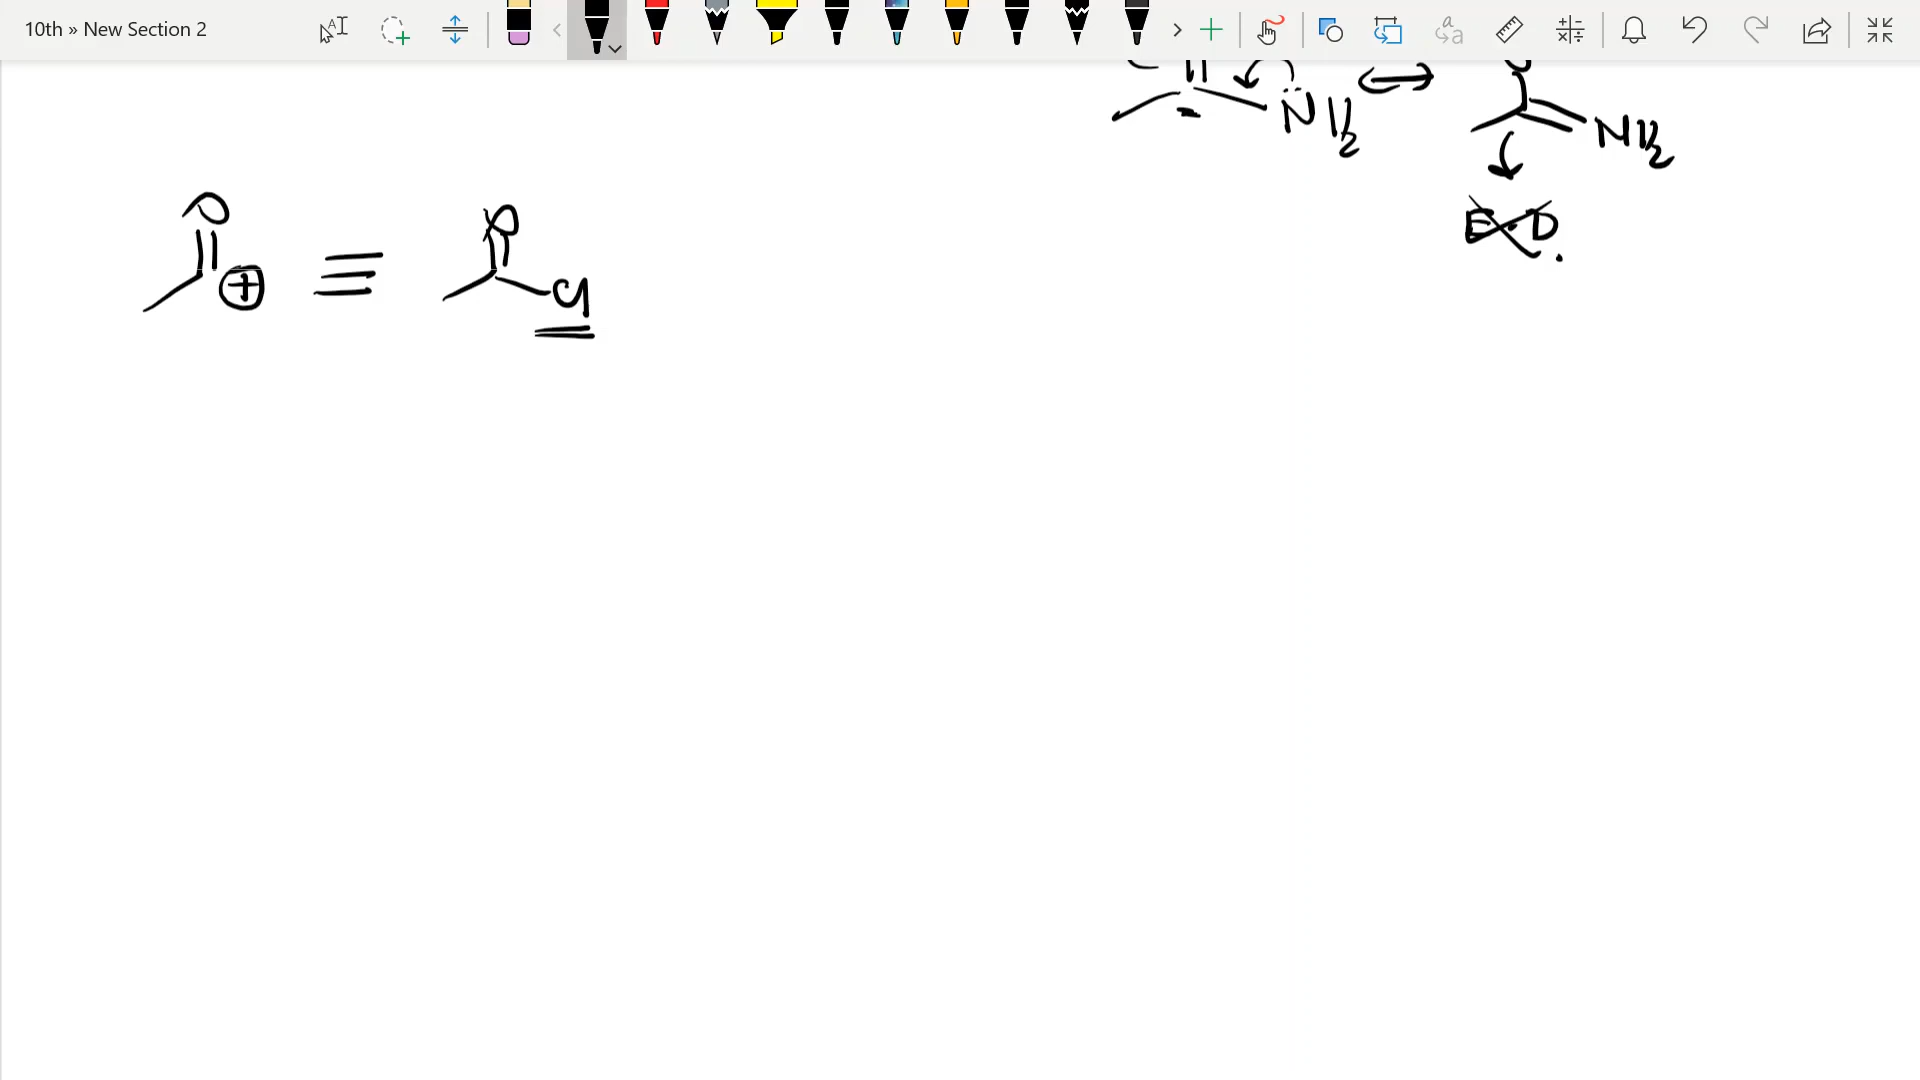 10th » New Section 2
NH2
NH2
E.D.
O
⊕ ≡
O
Cl